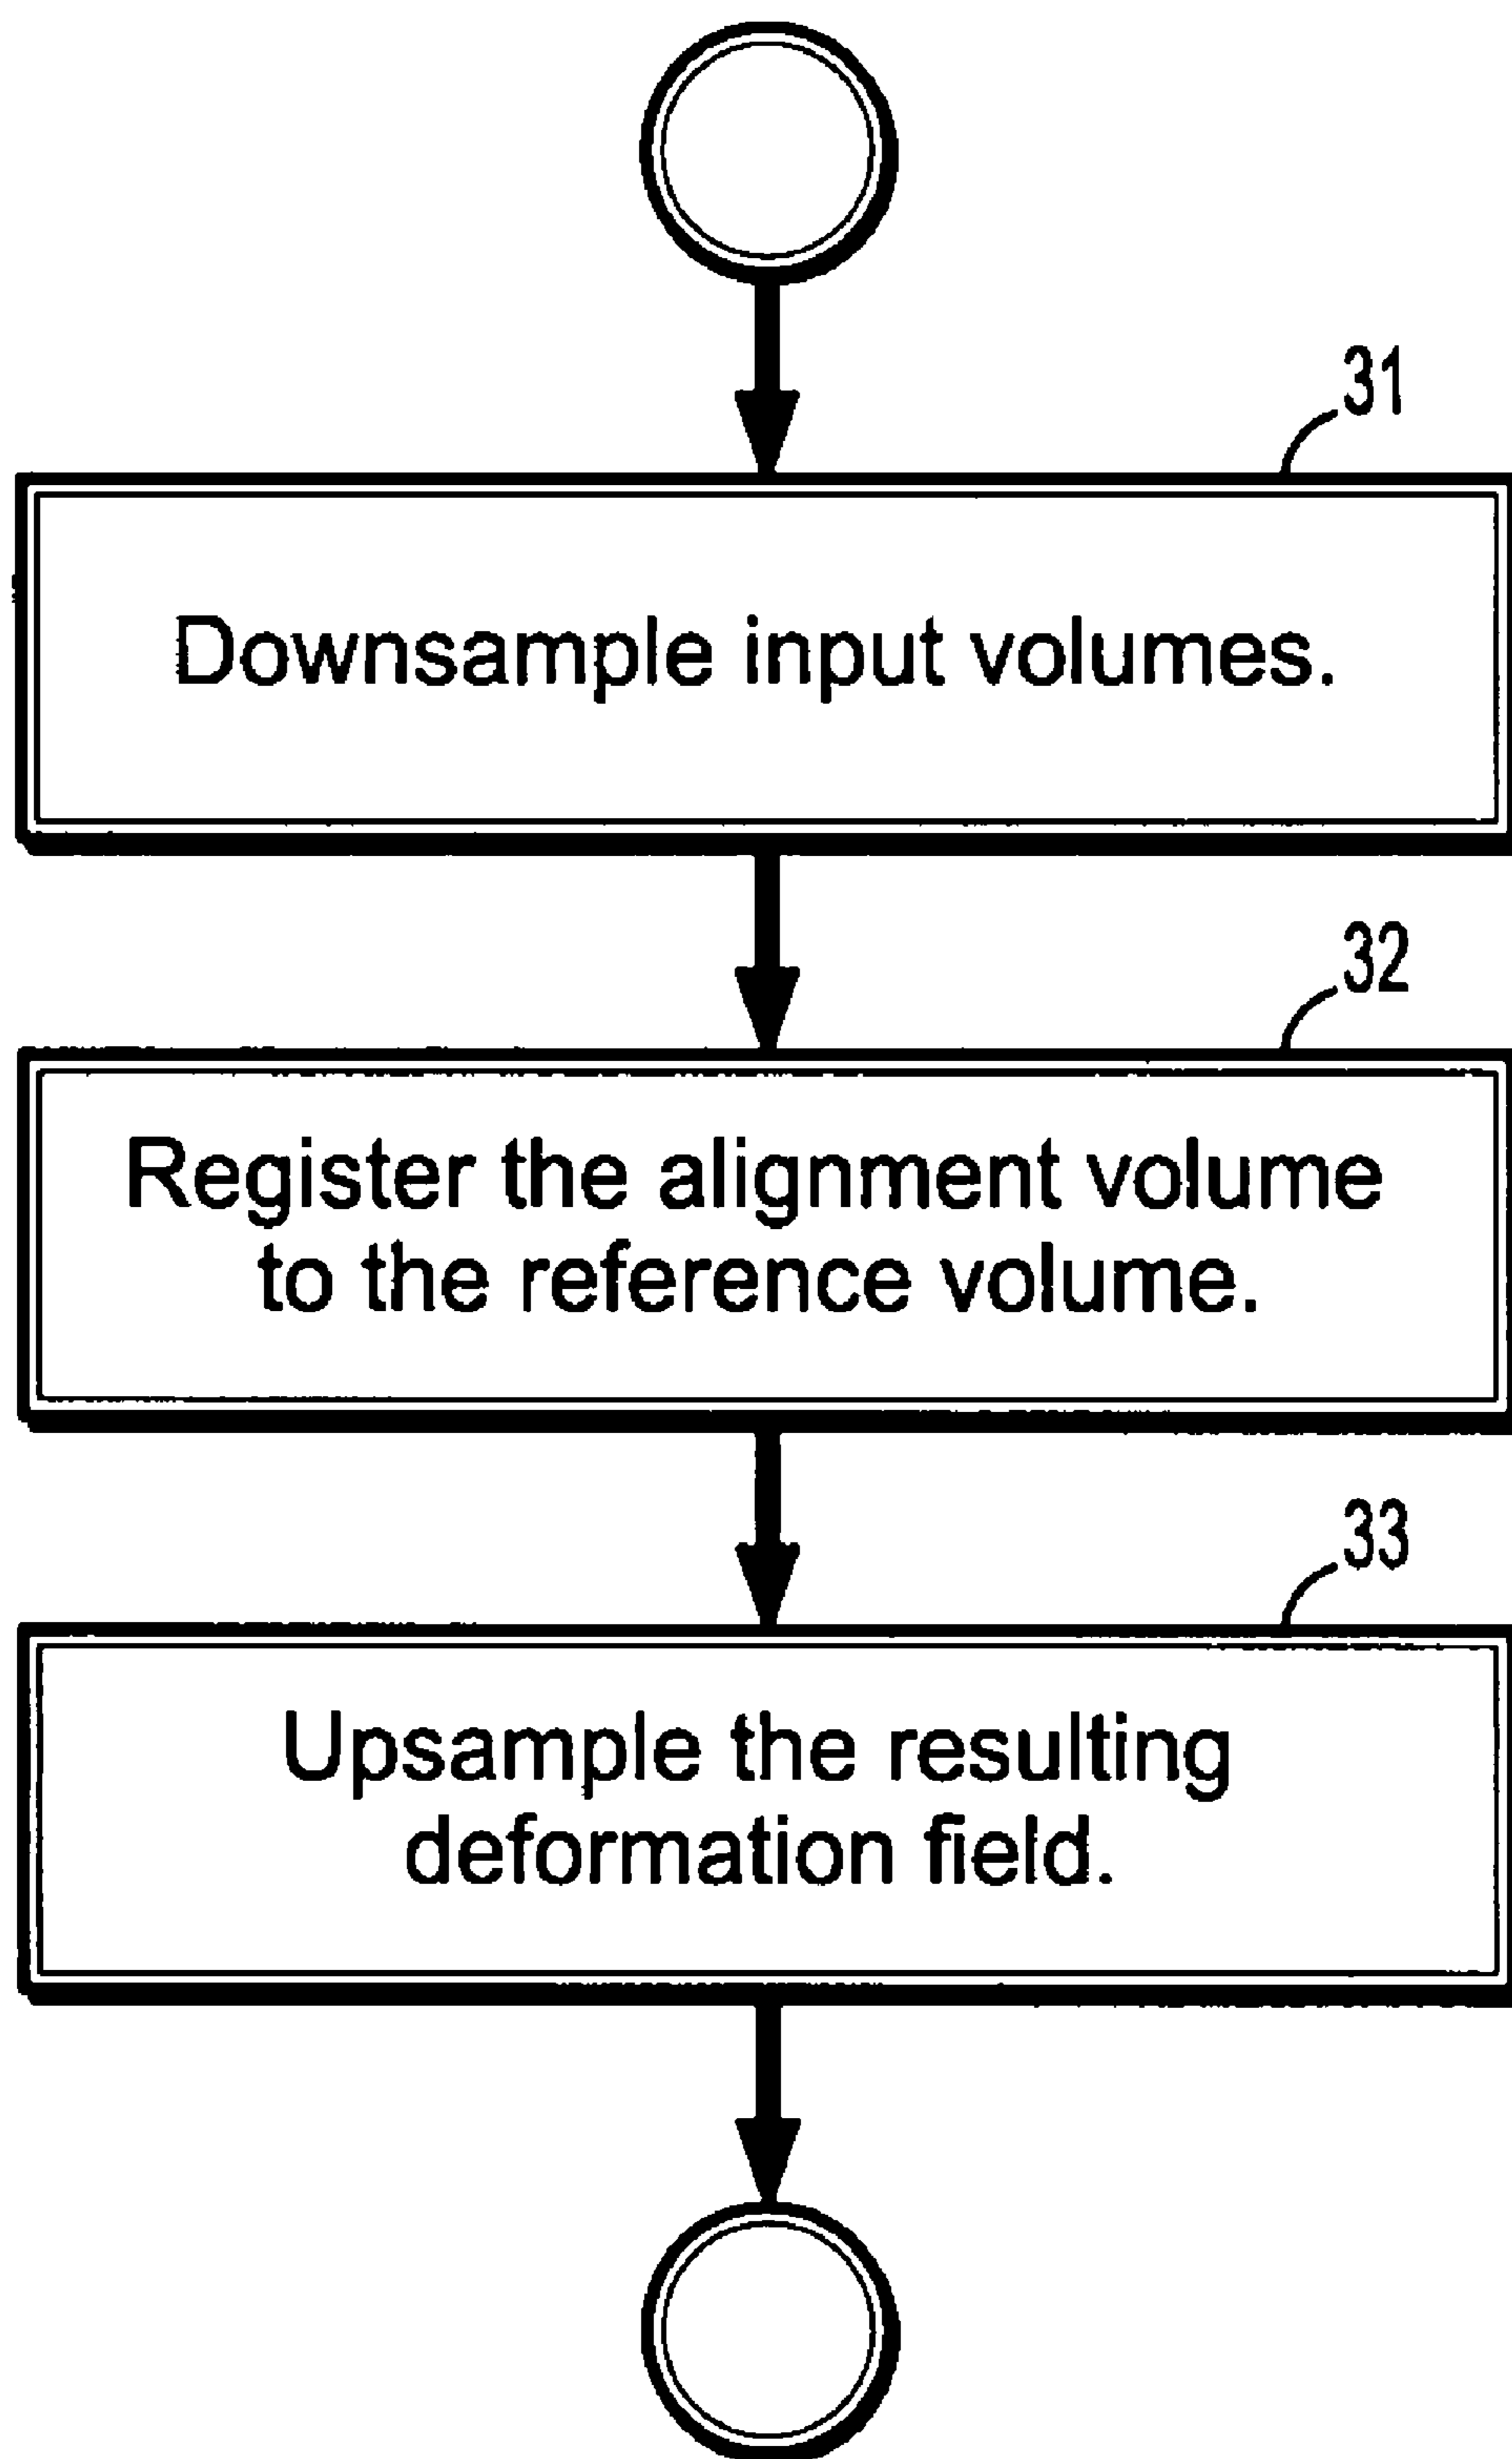 31
Downsample input volumes.
32
Register the alignment volume
to the reference volume.
33
Upsample the resulting
deformation field.